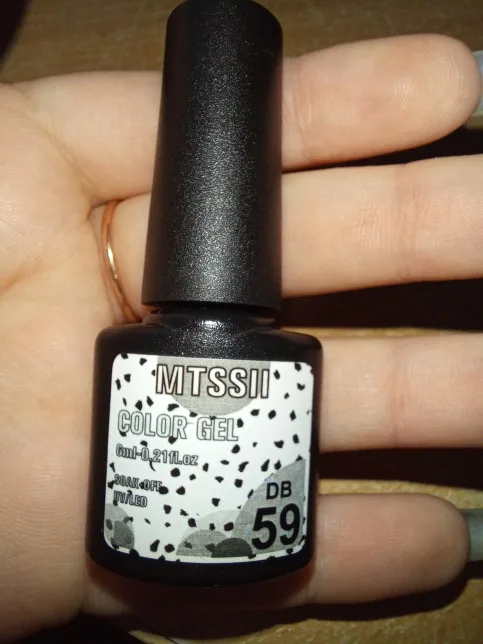 MTSSII
COLOR GEL
6ml-0.21fl.oz
SOAK OFF
UV/LED
DB
59